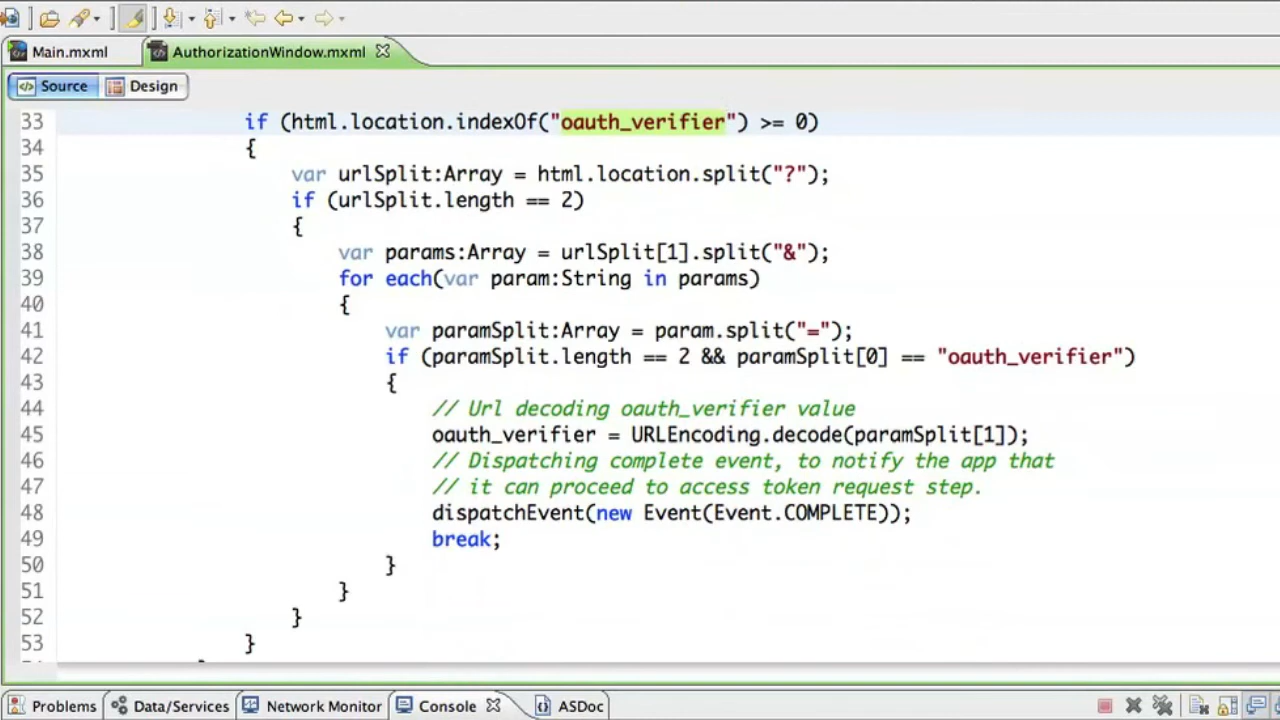 Main.mxml AuthorizationWindow.mxml
Source Design
33 if (html.location.indexOf("oauth_verifier") >= 0)
34 {
35 var urlSplit:Array = html.location.split("?");
36 if (urlSplit.length == 2)
37 {
38 var params:Array = urlSplit[1].split("&");
39 for each(var param:String in params)
40 {
41 var paramSplit:Array = param.split("=");
42 if (paramSplit.length == 2 && paramSplit[0] == "oauth_verifier")
43 {
44 // Url decoding oauth_verifier value
45 oauth_verifier = URLEncoding.decode(paramSplit[1]);
46 // Dispatching complete event, to notify the app that
47 // it can proceed to access token request step.
48 dispatchEvent(new Event(Event.COMPLETE));
49 break;
50 }
51 }
52 }
53 }
Problems Data/Services Network Monitor Console ASDoc